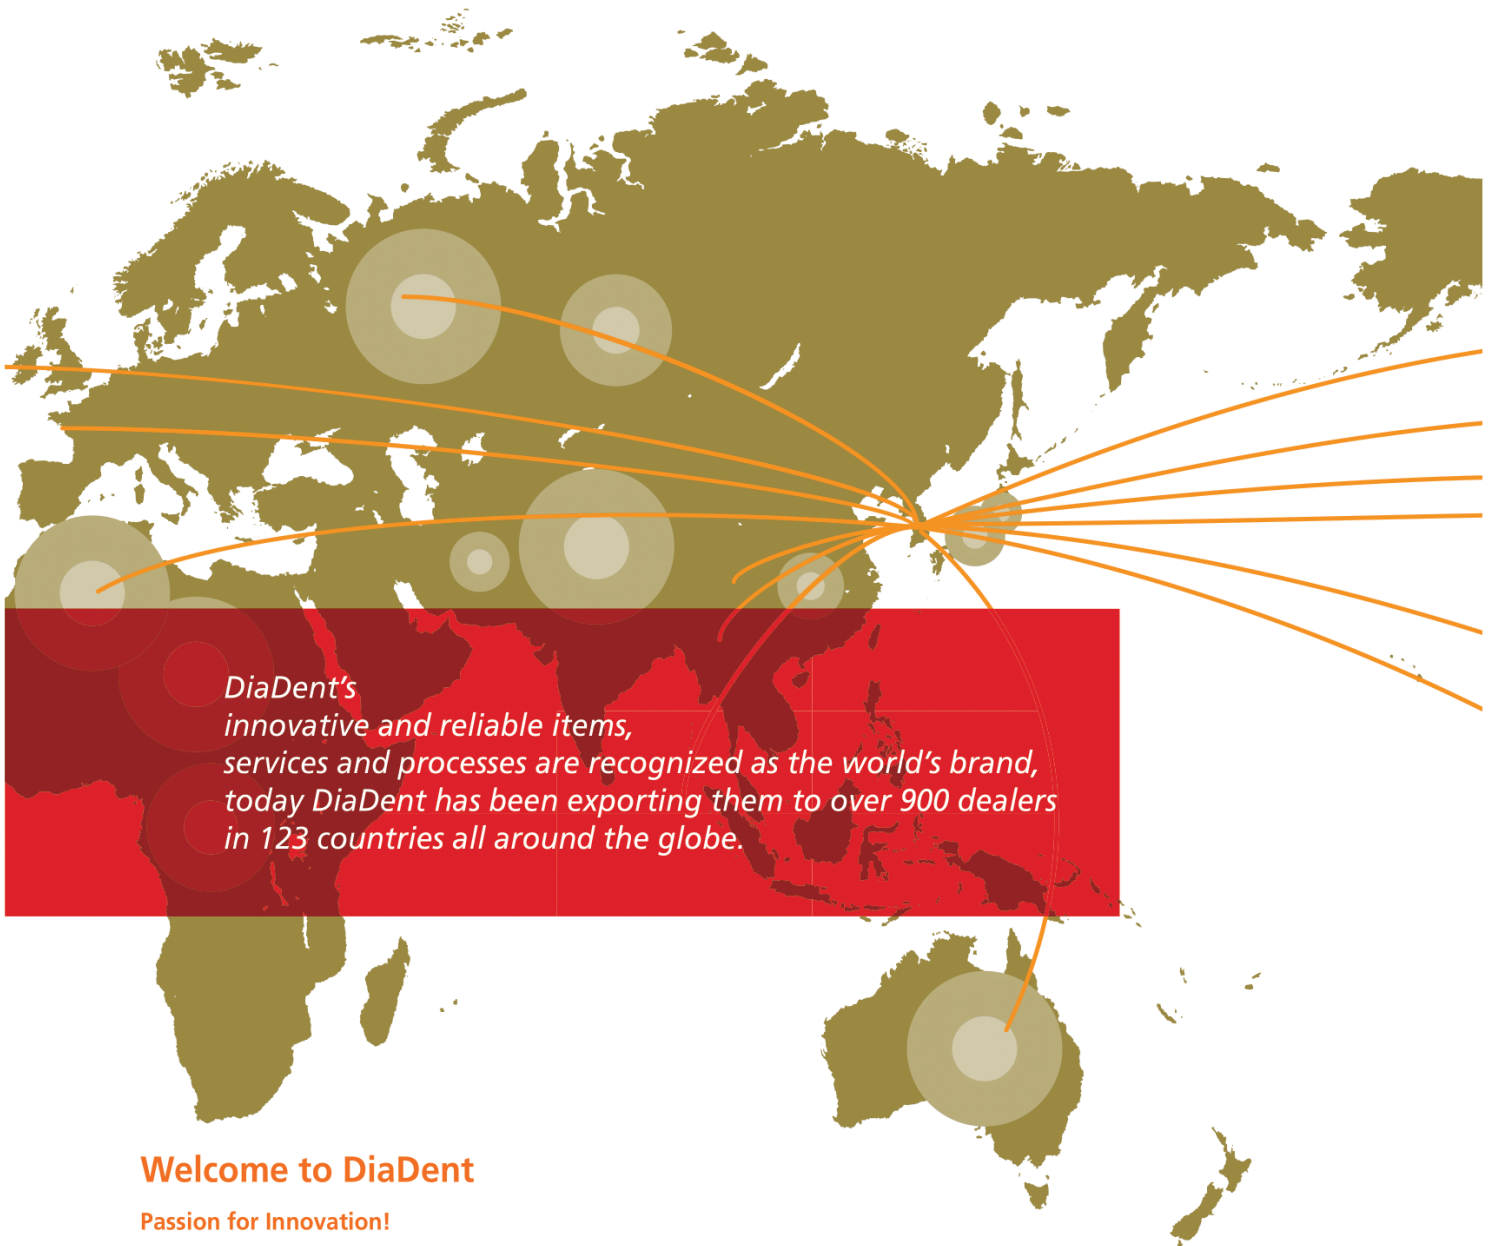 DiaDent’s
innovative and reliable items,
services and processes are recognized as the world’s brand,
today DiaDent has been exporting them to over 900 dealers
in 123 countries all around the globe.
Welcome to DiaDent
Passion for Innovation!